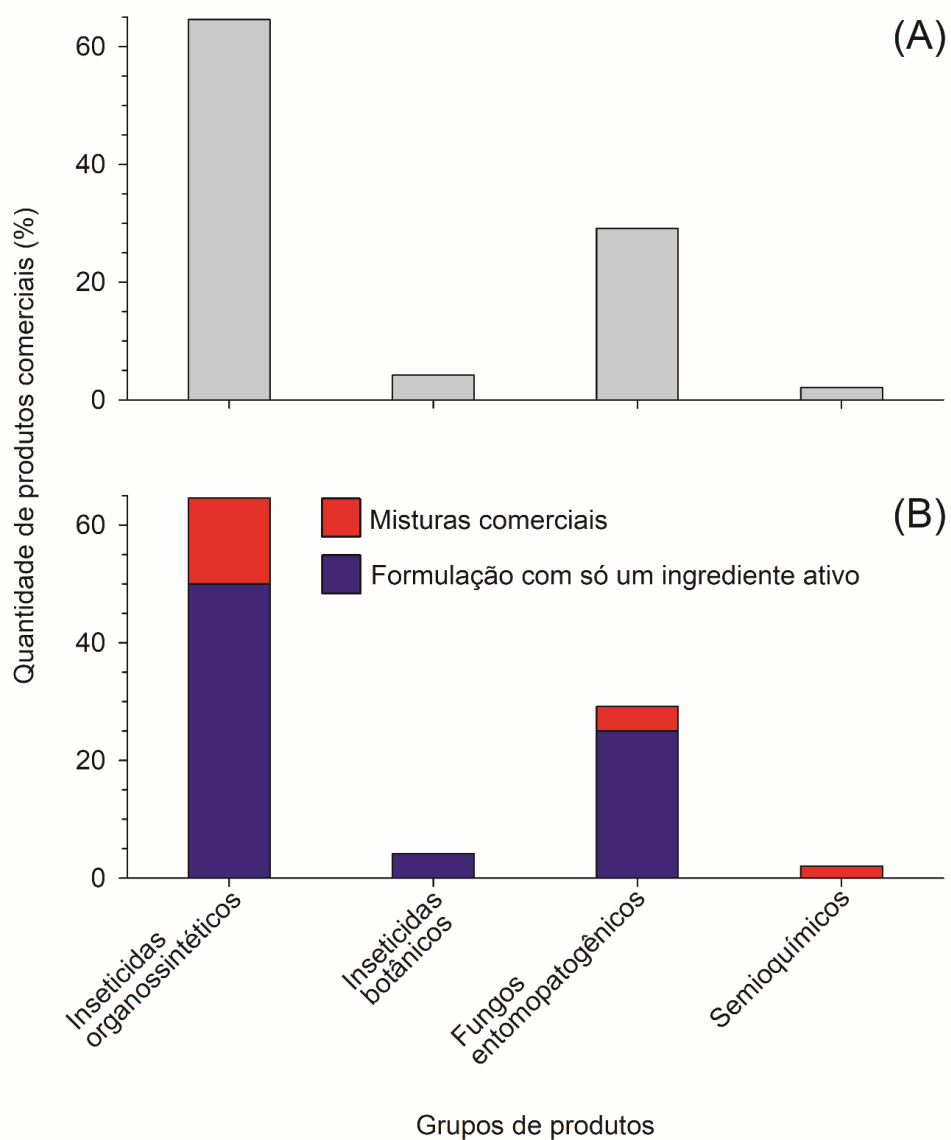 (A)
60
40
20
0
Quantidade de produtos comerciais (%)
(B)
Misturas comerciais
Formulação com só um ingrediente ativo
60
40
20
0
Inseticidas
organossintéticos
Inseticidas
botânicos
Fungos
entomopatogênicos
Semioquímicos
Grupos de produtos